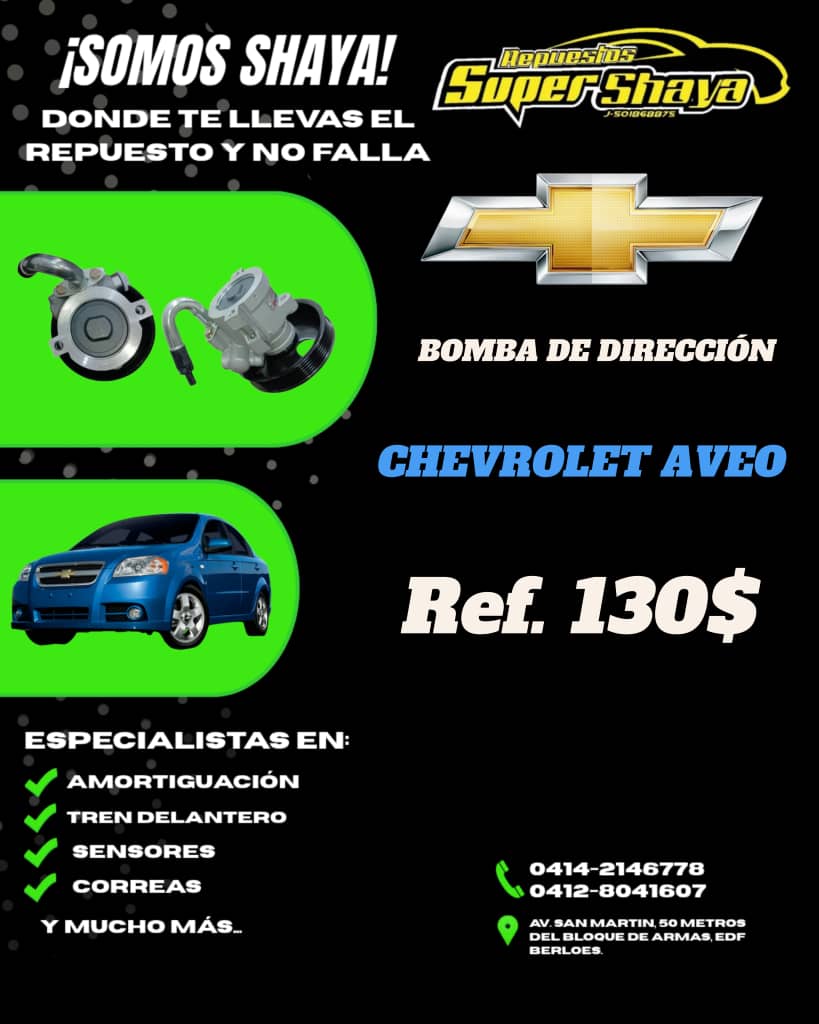 ¡SOMOS SHAYA!
DONDE TE LLEVAS EL
REPUESTO Y NO FALLA
Repuestos
Super Shaya
J-501868875
BOMBA DE DIRECCIÓN
CHEVROLET AVEO
Ref. 130$
ESPECIALISTAS EN:
AMORTIGUACIÓN
TREN DELANTERO
SENSORES
CORREAS
Y MUCHO MÁS...
0414-2146778
0412-8041607
AV. SAN MARTIN, 50 METROS
DEL BLOQUE DE ARMAS, EDF
BERLOES.